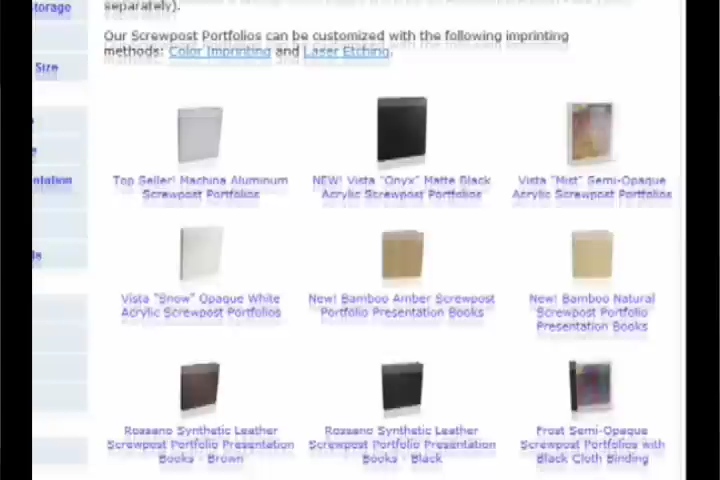 separately).
Our Screwpost Portfolios can be customized with the following imprinting
methods: Color Imprinting and Laser Etching.
Size
Top Seller! Machina Aluminum
Screwpost Portfolios
NEW! Vista "Onyx" Matte Black
Acrylic Screwpost Portfolios
Vista "Mist" Semi-Opaque
Acrylic Screwpost Portfolios
Vista "Snow" Opaque White
Acrylic Screwpost Portfolios
New! Bamboo Amber Screwpost
Portfolio Presentation Books
New! Bamboo Natural
Screwpost Portfolio
Presentation Books
Rossano Synthetic Leather
Screwpost Portfolio Presentation
Books - Brown
Rossano Synthetic Leather
Screwpost Portfolio Presentation
Books - Black
Frost Semi-Opaque
Screwpost Portfolios with
Black Cloth Binding